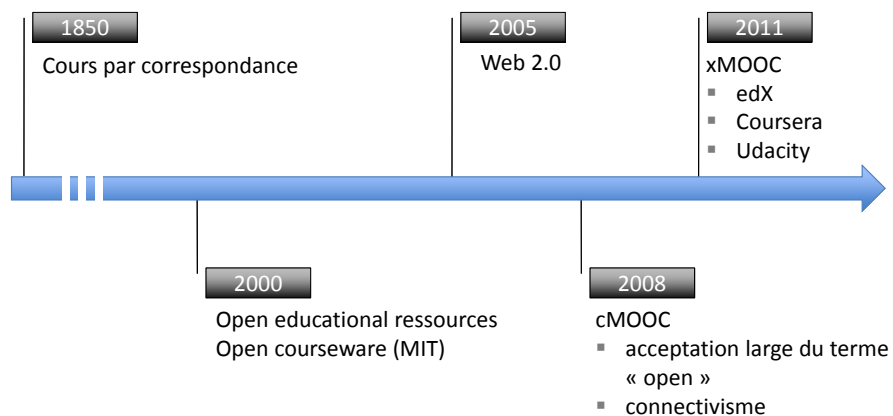 1850
Cours par correspondance
2005
Web 2.0
2011
xMOOC
▪ edX
▪ Coursera
▪ Udacity
2000
Open educational ressources
Open courseware (MIT)
2008
cMOOC
▪ acceptation large du terme
« open »
▪ connectivisme